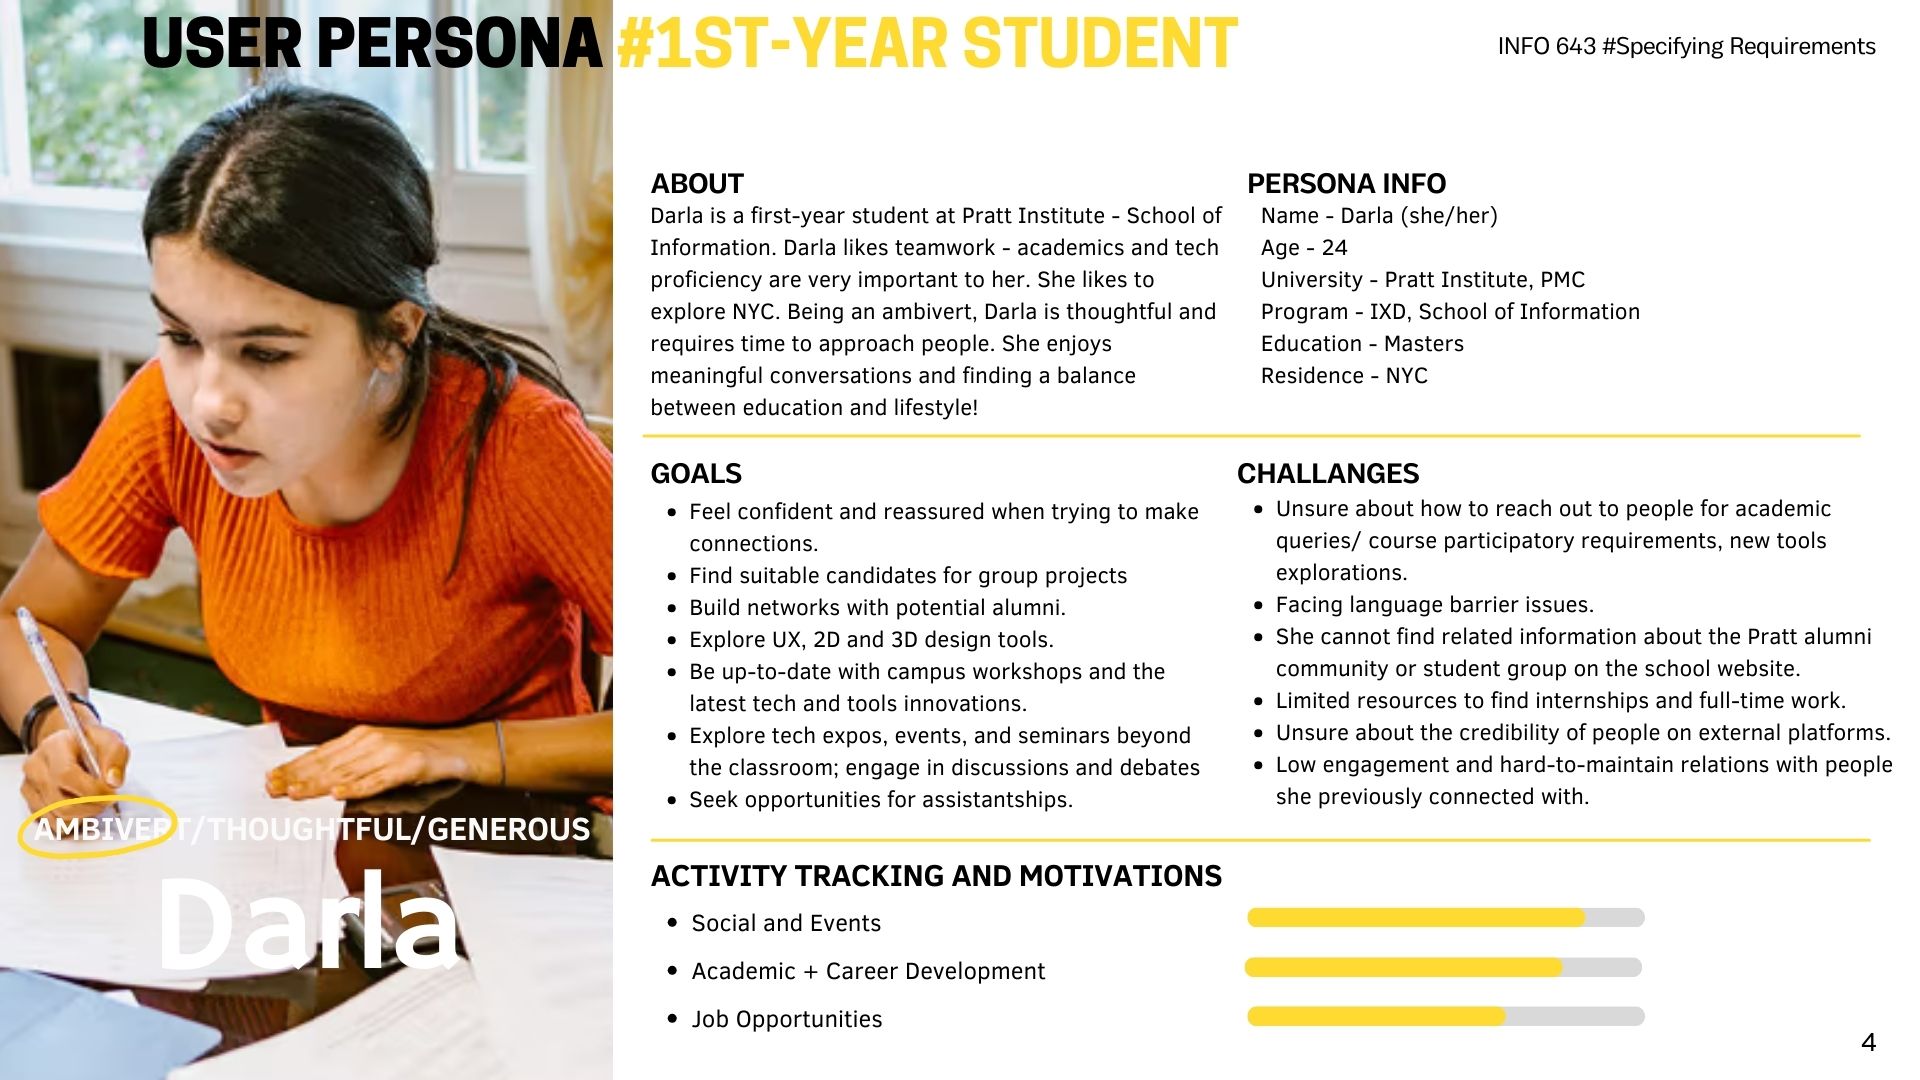 USER PERSONA #1ST-YEAR STUDENT
INFO 643 #Specifying Requirements
ABOUT
Darla is a first-year student at Pratt Institute - School of
Information. Darla likes teamwork - academics and tech
proficiency are very important to her. She likes to
explore NYC. Being an ambivert, Darla is thoughtful and
requires time to approach people. She enjoys
meaningful conversations and finding a balance
between education and lifestyle!
PERSONA INFO
Name - Darla (she/her)
Age - 24
University - Pratt Institute, PMC
Program - IXD, School of Information
Education - Masters
Residence - NYC
GOALS
• Feel confident and reassured when trying to make
connections.
• Find suitable candidates for group projects
• Build networks with potential alumni.
• Explore UX, 2D and 3D design tools.
• Be up-to-date with campus workshops and the
latest tech and tools innovations.
• Explore tech expos, events, and seminars beyond
the classroom; engage in discussions and debates
• Seek opportunities for assistantships.
CHALLANGES
• Unsure about how to reach out to people for academic
queries/ course participatory requirements, new tools
explorations.
• Facing language barrier issues.
• She cannot find related information about the Pratt alumni
community or student group on the school website.
• Limited resources to find internships and full-time work.
• Unsure about the credibility of people on external platforms.
• Low engagement and hard-to-maintain relations with people
she previously connected with.
AMBIVERT/THOUGHTFUL/GENEROUS
Darla
ACTIVITY TRACKING AND MOTIVATIONS
• Social and Events
• Academic + Career Development
• Job Opportunities
4